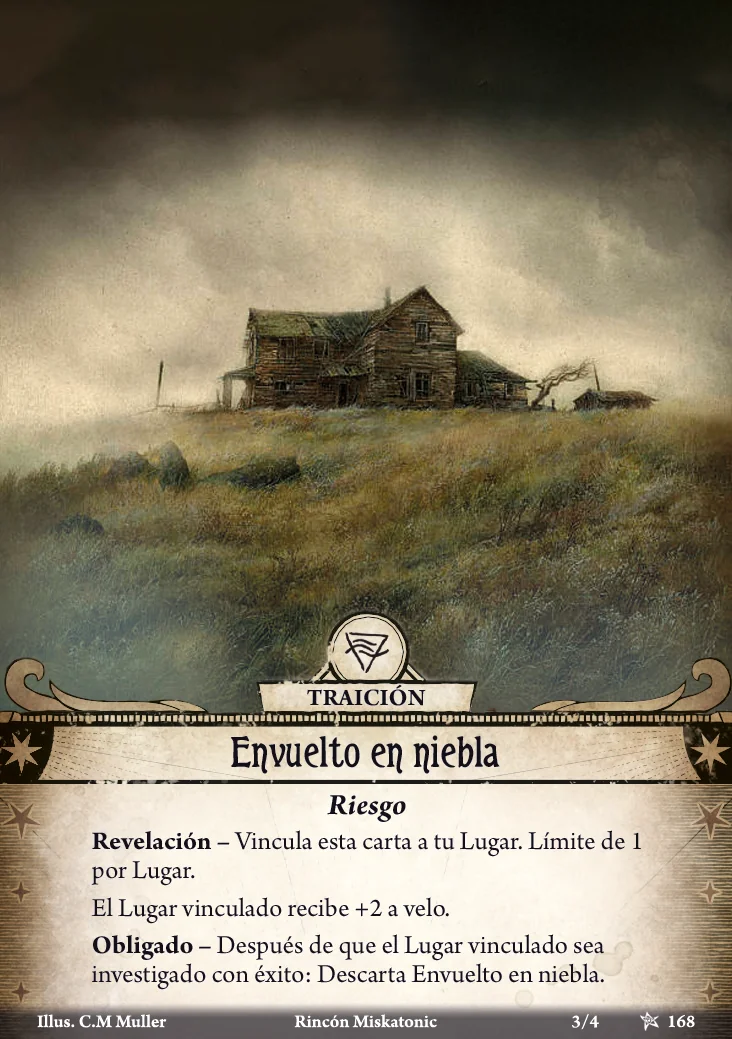 TRAICIÓN
Envuelto en niebla
Riesgo
Revelación – Vincula esta carta a tu Lugar. Límite de 1
por Lugar.
El Lugar vinculado recibe +2 a velo.
Obligado – Después de que el Lugar vinculado sea
investigado con éxito: Descarta Envuelto en niebla.
Illus. C.M Muller Rincón Miskatonic 3/4 168